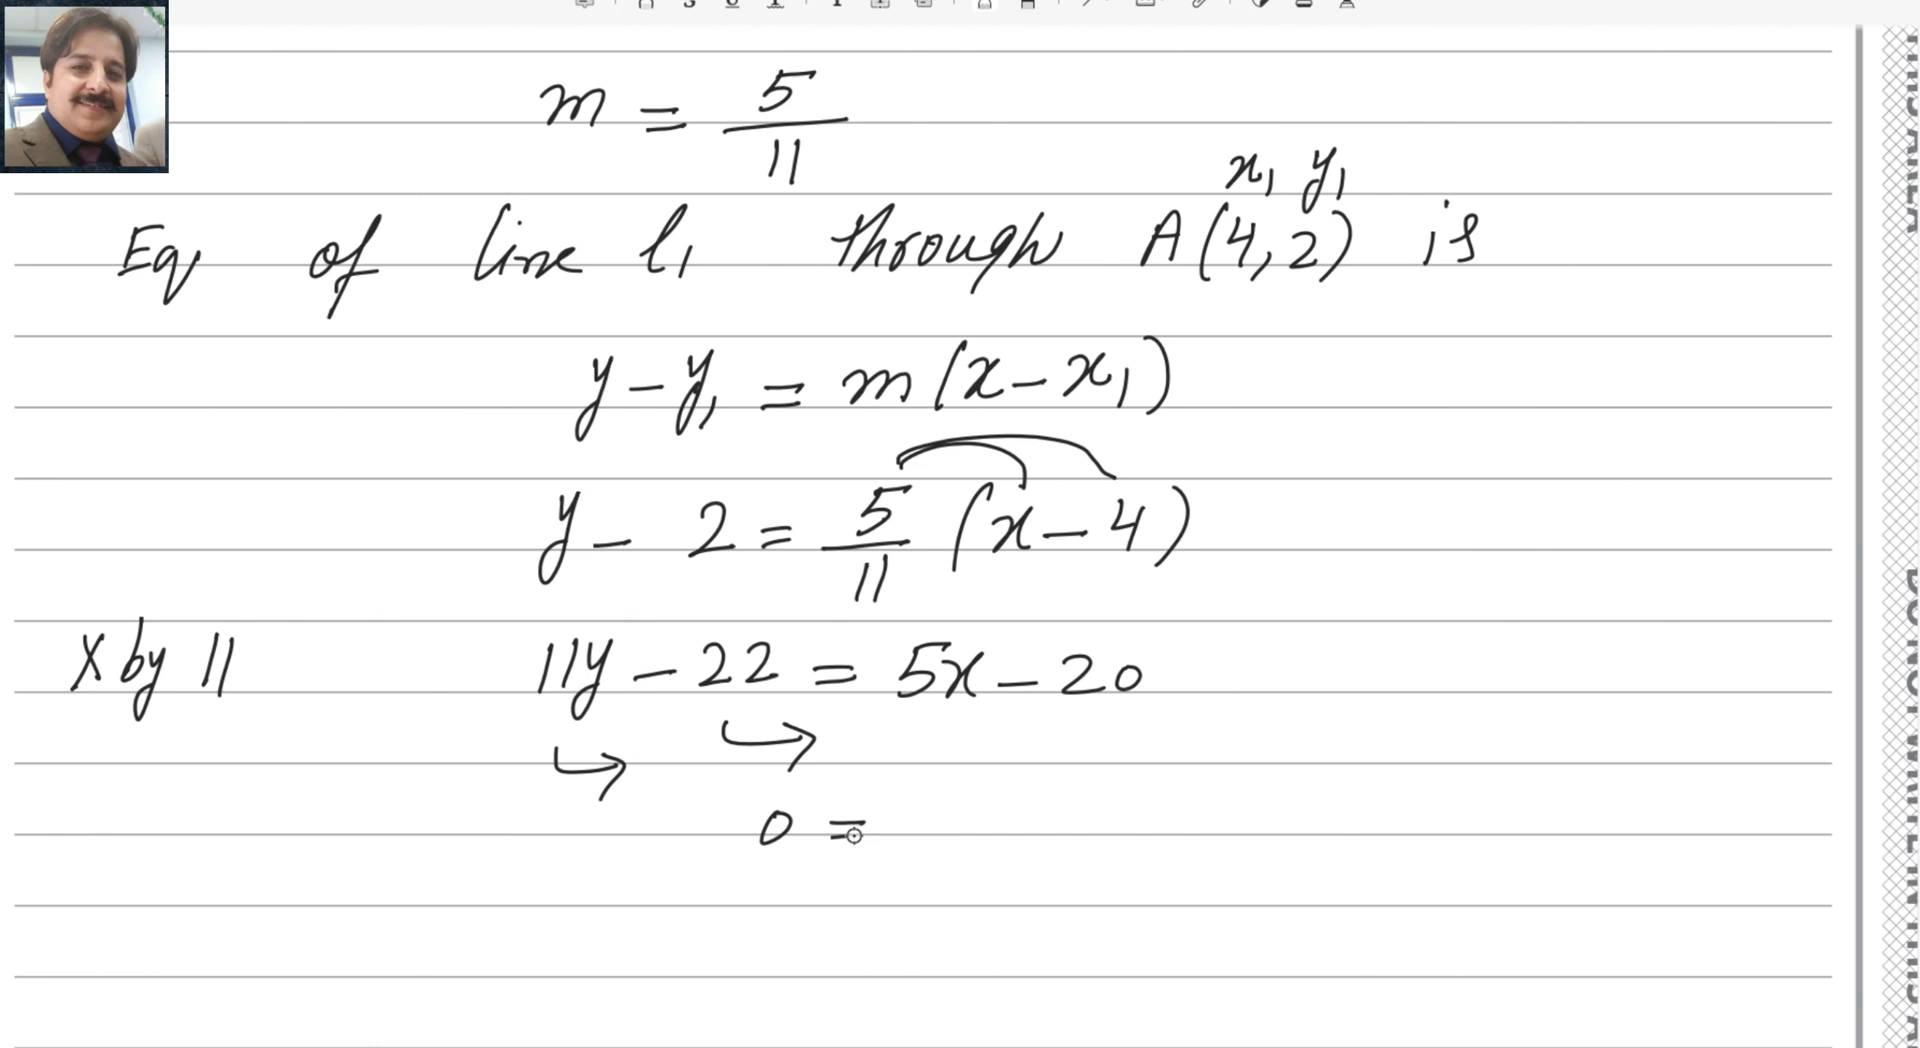 m = 5/11
x₁ y₁
Eq of line l₁ through A(4,2) is
y - y₁ = m(x - x₁)
y - 2 = 5/11 (x - 4)
X by 11 11y - 22 = 5x - 20
0 =